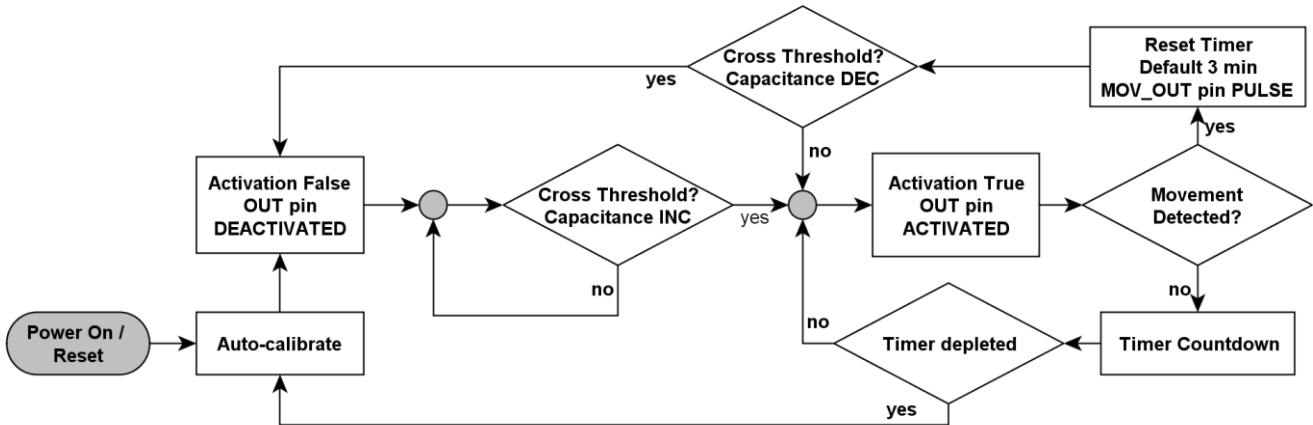 Cross Threshold?
Capacitance DEC
yes
no
Reset Timer
Default 3 min
MOV_OUT pin PULSE
yes
Activation False
OUT pin
DEACTIVATED
Cross Threshold?
Capacitance INC
yes
no
Activation True
OUT pin
ACTIVATED
Movement
Detected?
no
Power On /
Reset
Auto-calibrate
no
Timer depleted
yes
Timer Countdown